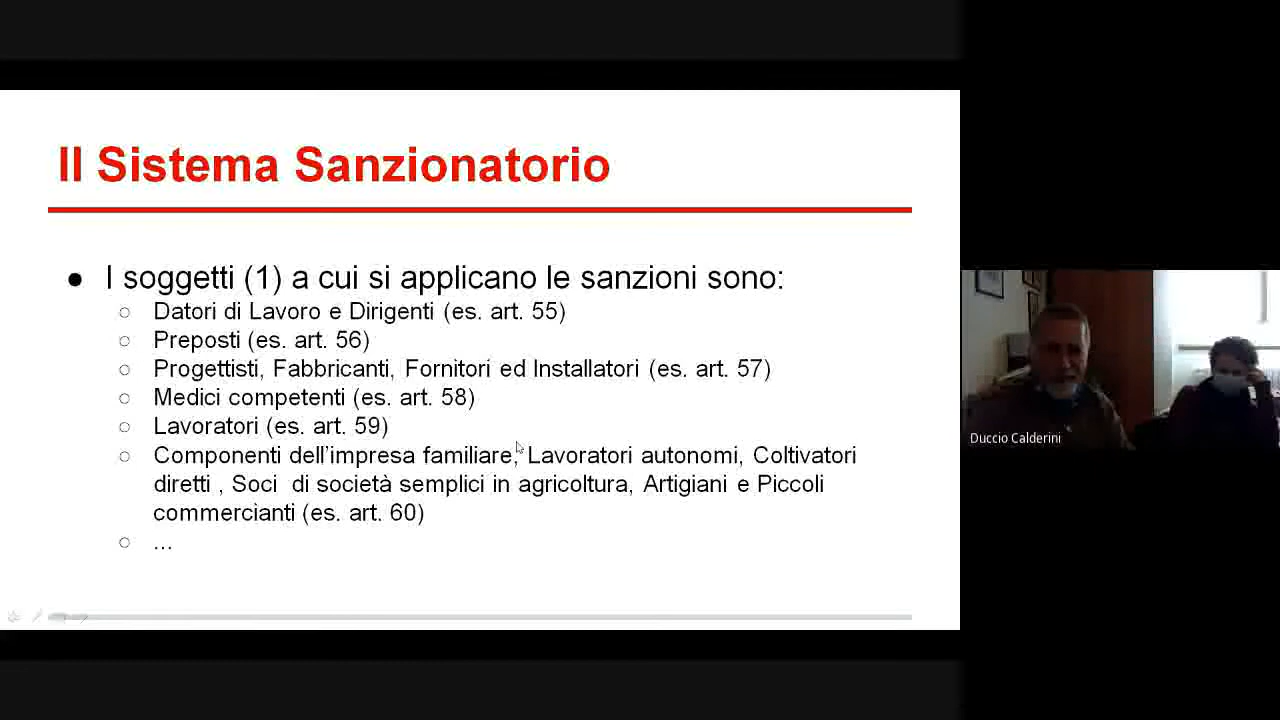 Il Sistema Sanzionatorio
● I soggetti (1) a cui si applicano le sanzioni sono:
○ Datori di Lavoro e Dirigenti (es. art. 55)
○ Preposti (es. art. 56)
○ Progettisti, Fabbricanti, Fornitori ed Installatori (es. art. 57)
○ Medici competenti (es. art. 58)
○ Lavoratori (es. art. 59)
○ Componenti dell’impresa familiare, Lavoratori autonomi, Coltivatori
diretti , Soci di società semplici in agricoltura, Artigiani e Piccoli
commercianti (es. art. 60)
○ ...
Duccio Calderini